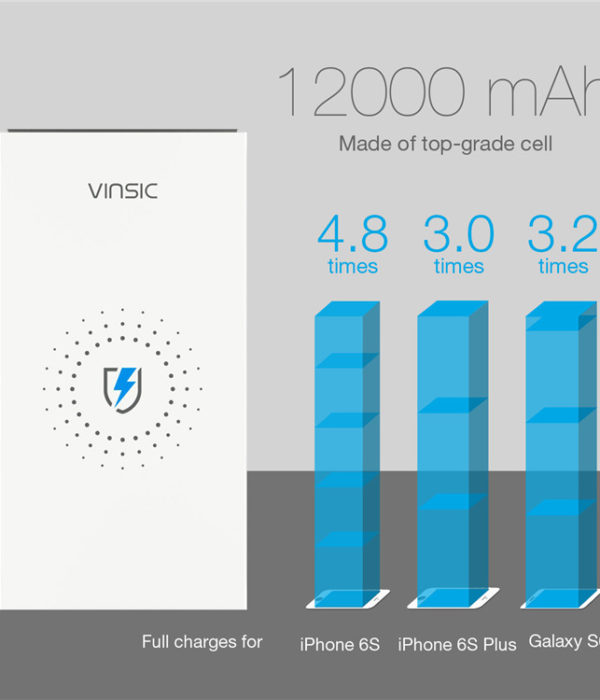 12000 mAh
Made of top-grade cell
VINSIC
4.8 times
3.0 times
3.2 times
Full charges for
iPhone 6S
iPhone 6S Plus
Galaxy